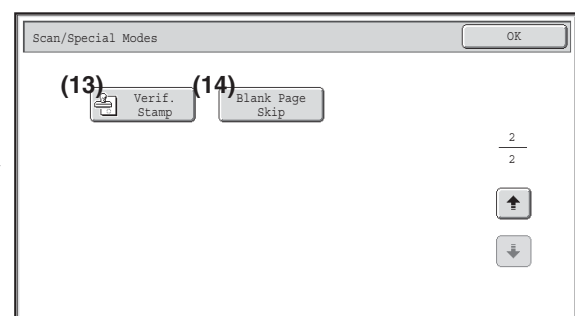 Scan/Special Modes
OK
(13)
Verif.
Stamp
(14)
Blank Page
Skip
2
2